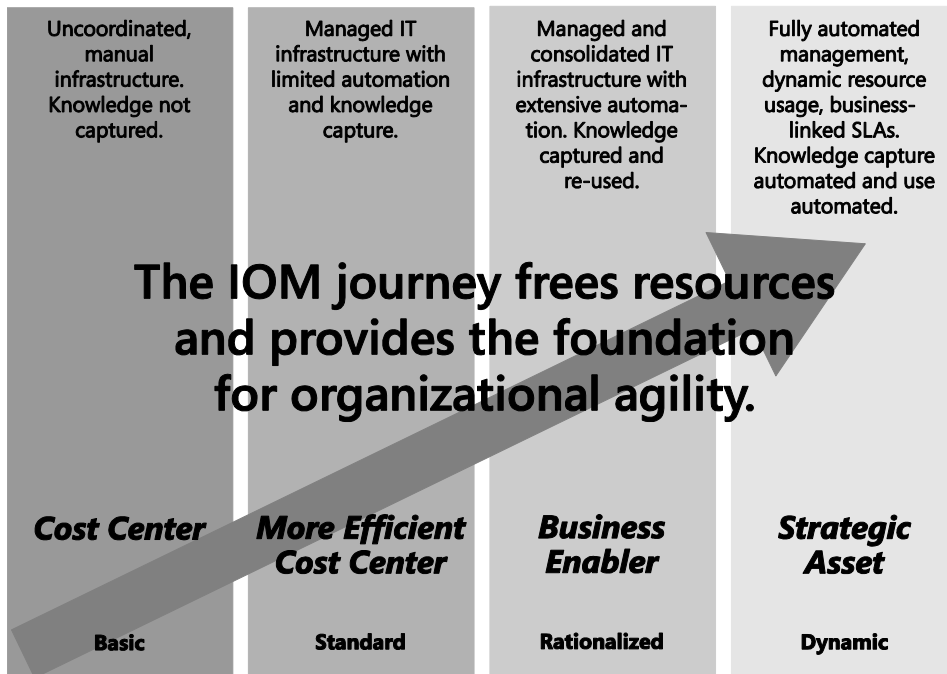 Uncoordinated,
manual
infrastructure.
Knowledge not
captured.
Managed IT
infrastructure with
limited automation
and knowledge
capture.
Managed and
consolidated IT
infrastructure with
extensive automa-
tion. Knowledge
captured and
re-used.
Fully automated
management,
dynamic resource
usage, business-
linked SLAs.
Knowledge capture
automated and use
automated.
The IOM journey frees resources
and provides the foundation
for organizational agility.
Cost Center
More Efficient
Cost Center
Business
Enabler
Strategic
Asset
Basic
Standard
Rationalized
Dynamic